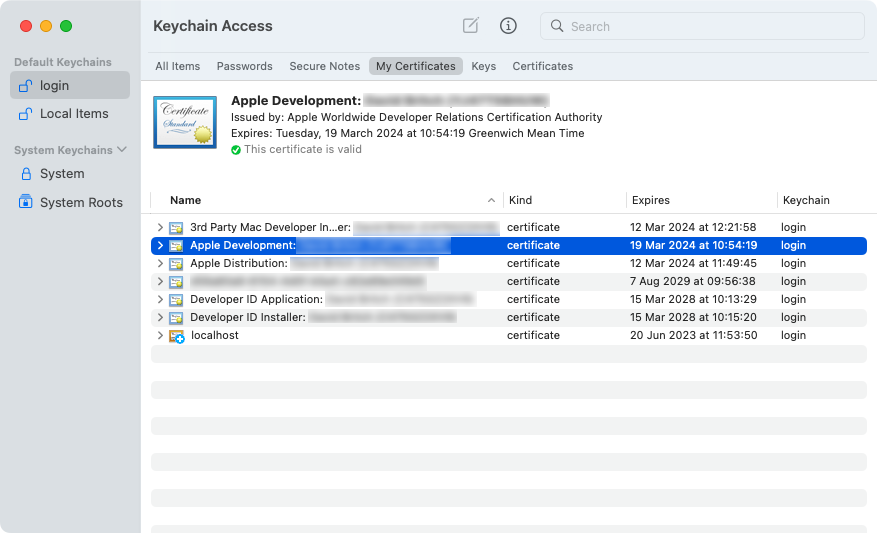 Keychain Access
Search
Default Keychains
login
Local Items
System Keychains
System
System Roots
All Items Passwords Secure Notes My Certificates Keys Certificates
Certificate
Standard
Apple Development:
Issued by: Apple Worldwide Developer Relations Certification Authority
Expires: Tuesday, 19 March 2024 at 10:54:19 Greenwich Mean Time
This certificate is valid
Name Kind Expires Keychain
3rd Party Mac Developer In...er: certificate 12 Mar 2024 at 12:21:58 login
Apple Development: certificate 19 Mar 2024 at 10:54:19 login
Apple Distribution: certificate 12 Mar 2024 at 11:49:45 login
certificate 7 Aug 2029 at 09:56:38 login
Developer ID Application: certificate 15 Mar 2028 at 10:13:29 login
Developer ID Installer: certificate 15 Mar 2028 at 10:15:20 login
localhost certificate 20 Jun 2023 at 11:53:50 login